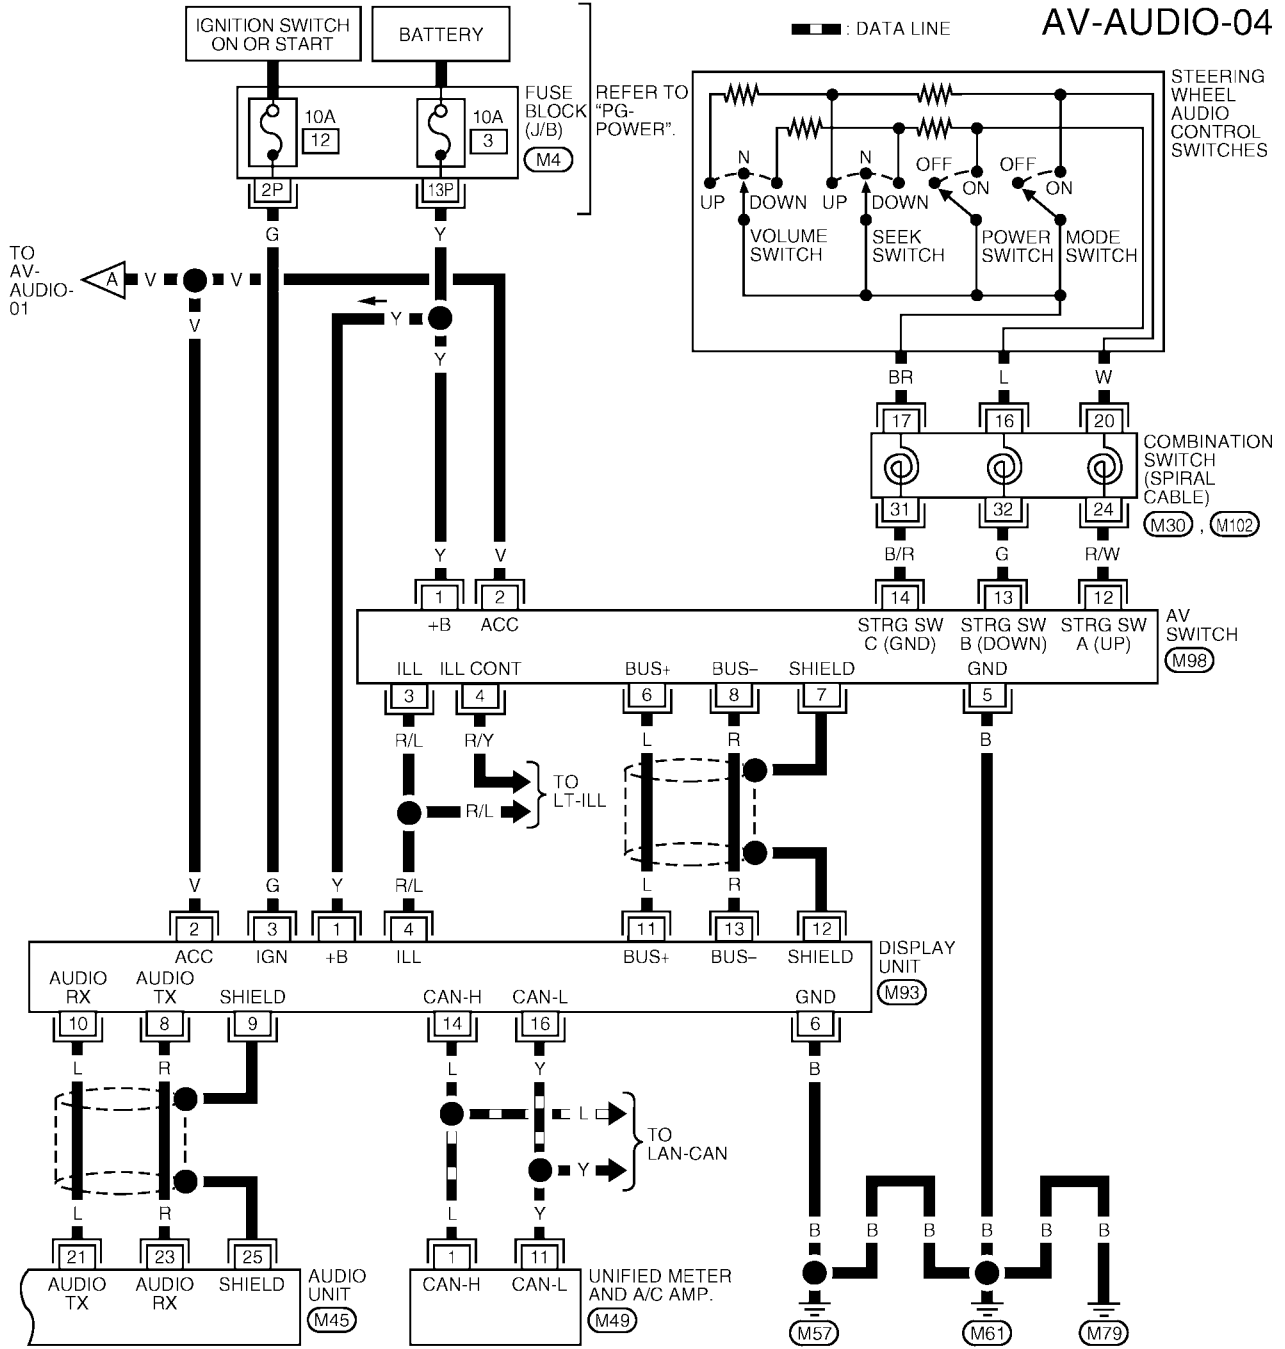 IGNITION SWITCH
ON OR START
BATTERY
: DATA LINE
AV-AUDIO-04
10A
12
10A
3
FUSE
BLOCK
(J/B)
M4
REFER TO
“PG-
POWER”.
2P
13P
G
Y
TO
AV-
AUDIO-
01
A
V
V
V
Y
Y
STEERING
WHEEL
AUDIO
CONTROL
SWITCHES
N
UP
DOWN
VOLUME
SWITCH
N
UP
DOWN
SEEK
SWITCH
OFF
ON
POWER
SWITCH
OFF
ON
MODE
SWITCH
BR
L
W
17
16
20
COMBINATION
SWITCH
(SPIRAL
CABLE)
M30 , M102
31
32
24
B/R
G
R/W
Y
V
1
2
14
13
12
+B
ACC
STRG SW
C (GND)
STRG SW
B (DOWN)
STRG SW
A (UP)
AV
SWITCH
M98
ILL
ILL CONT
BUS+
BUS–
SHIELD
GND
3
4
6
8
7
5
R/L
R/Y
L
R
B
TO
LT-ILL
R/L
V
G
Y
R/L
L
R
2
3
1
4
11
13
12
ACC
IGN
+B
ILL
BUS+
BUS–
SHIELD
DISPLAY
UNIT
M93
AUDIO
RX
AUDIO
TX
SHIELD
CAN-H
CAN-L
GND
10
8
9
14
16
6
L
R
L
Y
B
L
Y
TO
LAN-CAN
L
R
L
Y
B
B
B
B
B
B
21
23
25
1
11
AUDIO
TX
AUDIO
RX
SHIELD
AUDIO
UNIT
M45
CAN-H
CAN-L
UNIFIED METER
AND A/C AMP.
M49
M57
M61
M79